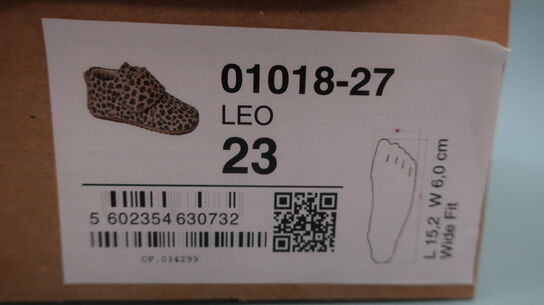 01018-27
LEO
23
5 602354 630732
OF.034299
L 15,2 W 6,0 cm
Wide Fit